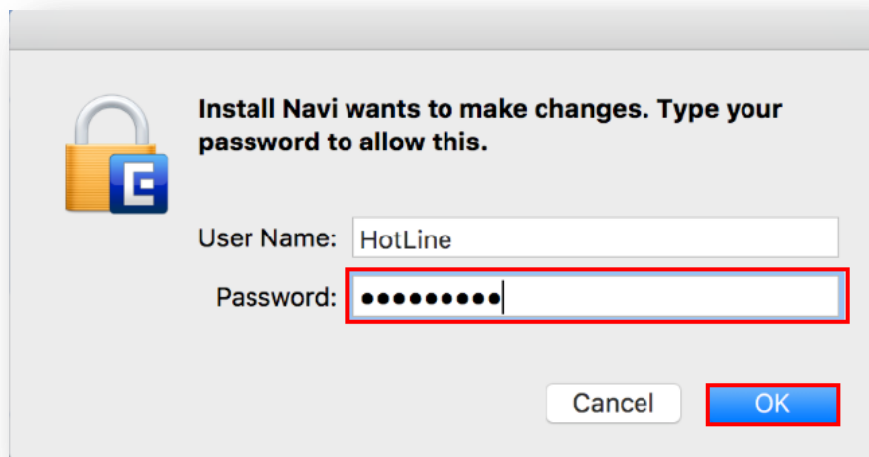 Install Navi wants to make changes. Type your
password to allow this.
User Name: HotLine
Password: ●●●●●●●●●
Cancel OK